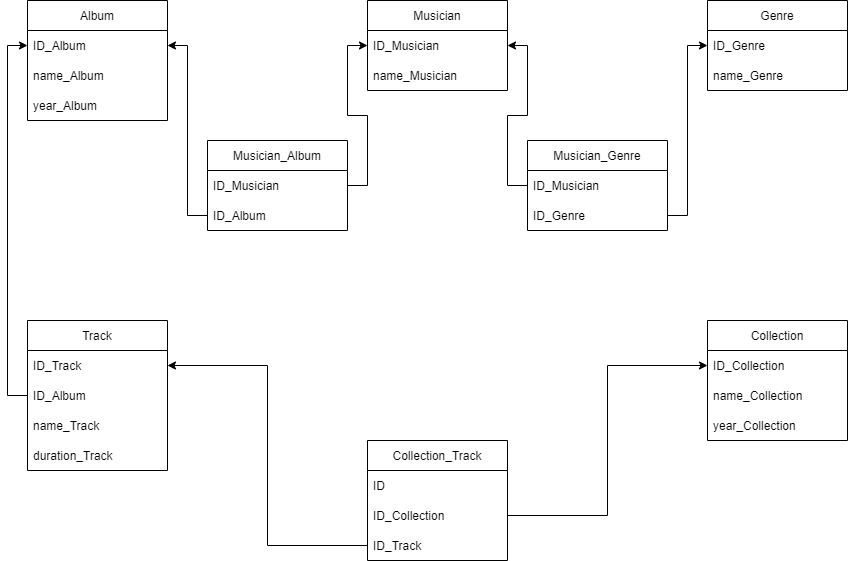 Album
ID_Album
name_Album
year_Album
Musician
ID_Musician
name_Musician
Genre
ID_Genre
name_Genre
Musician_Album
ID_Musician
ID_Album
Musician_Genre
ID_Musician
ID_Genre
Track
ID_Track
ID_Album
name_Track
duration_Track
Collection
ID_Collection
name_Collection
year_Collection
Collection_Track
ID
ID_Collection
ID_Track